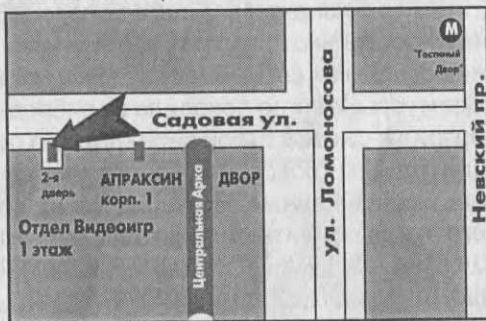 М
"Гостиный
Двор"
Садовая ул.
Невский пр.
ул. Ломоносова
2-я
дверь
АПРАКСИН
корп. 1
ДВОР
Центральная Арка
Отдел Видеоигр
1 этаж